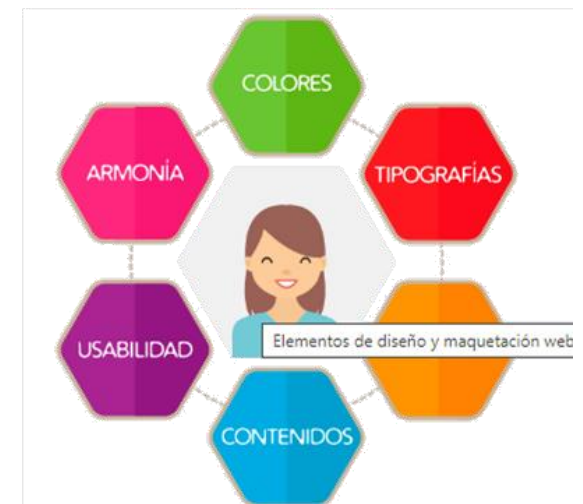 COLORES
ARMONÍA
TIPOGRAFÍAS
USABILIDAD
Elementos de diseño y maquetación web
CONTENIDOS